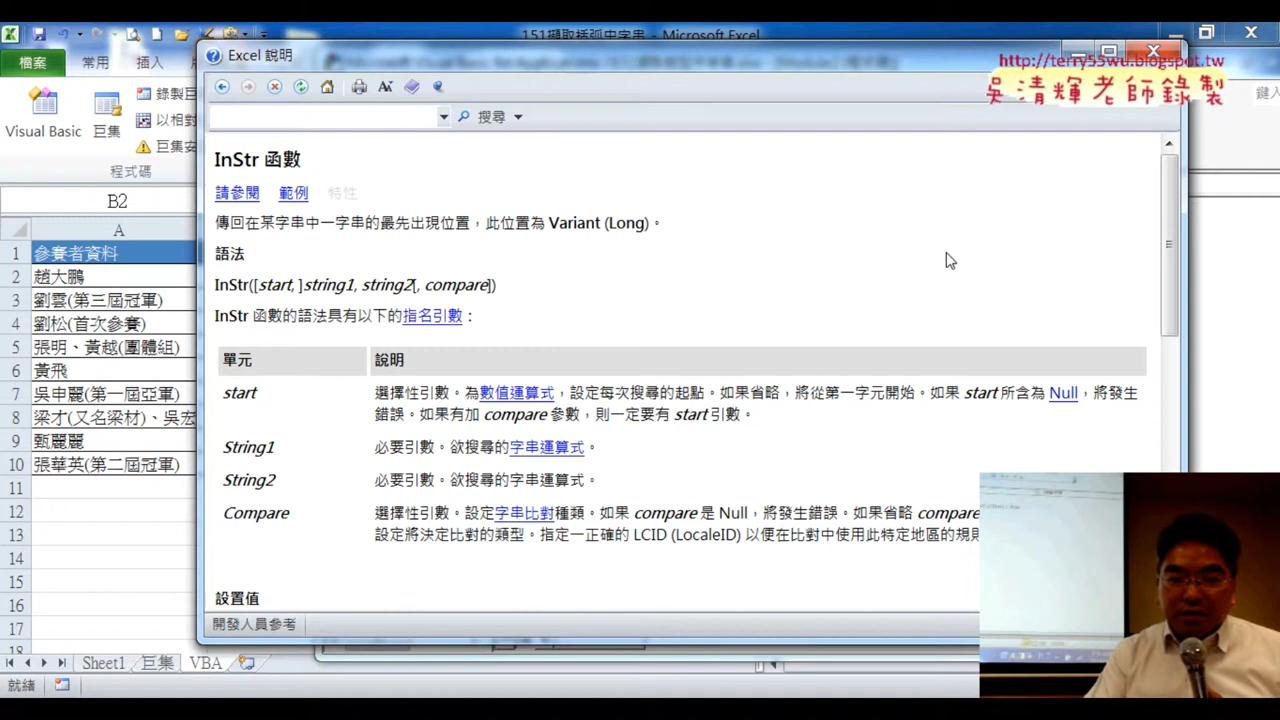 151擷取括弧中字串 - Microsoft Excel
Excel 說明
http://terry55wu.blogspot.tw
吳清輝老師錄製
檔案
常用
插入
鍵入
Visual Basic
巨集
錄製巨
以相對
巨集安
程式碼
搜尋
B2
A
1 參賽者資料
2 趙大鵬
3 劉雲(第三屆冠軍)
4 劉松(首次參賽)
5 張明、黃越(團體組)
6 黃飛
7 吳申麗(第一屆亞軍)
8 梁才(又名梁材)、吳宏
9 甄麗麗
10 張華英(第二屆冠軍)
11
12
13
14
15
16
17
18
InStr 函數
請參閱 範例 特性
傳回在某字串中一字串的最先出現位置，此位置為 Variant (Long)。
語法
InStr([start, ]string1, string2[, compare])
InStr 函數的語法具有以下的指名引數：
單元 說明
start 選擇性引數。為數值運算式，設定每次搜尋的起點。如果省略，將從第一字元開始。如果 start 所含為 Null，將發生
錯誤。如果有加 compare 參數，則一定要有 start 引數。
String1 必要引數。欲搜尋的字串運算式。
String2 必要引數。欲搜尋的字串運算式。
Compare 選擇性引數。設定字串比對種類。如果 compare 是 Null，將發生錯誤。如果省略 compare
設定將決定比對的類型。指定一正確的 LCID (LocaleID) 以便在比對中使用此特定地區的規則
設置值
開發人員參考
Sheet1 巨集 VBA
就緒